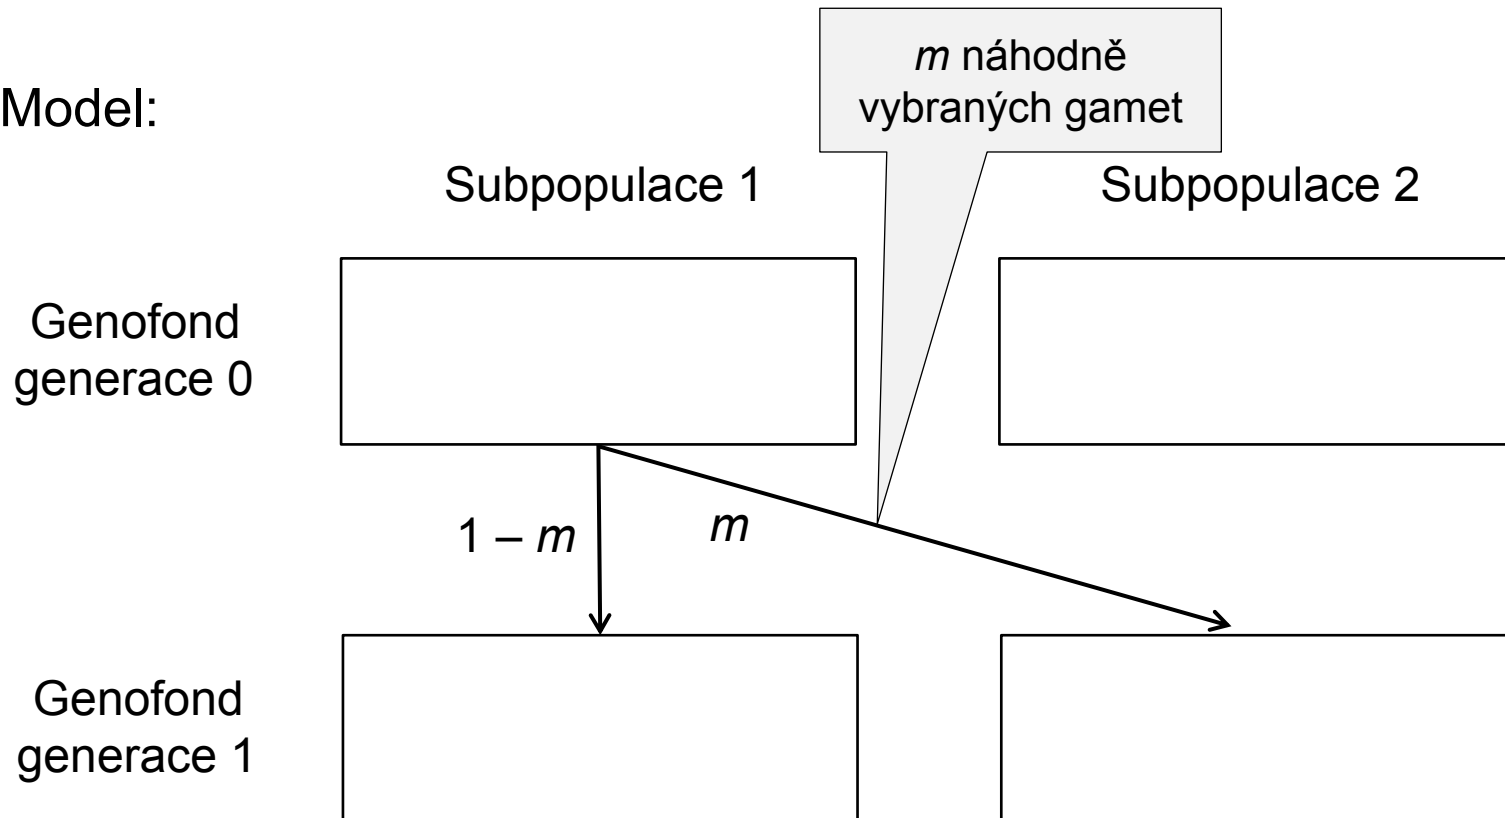 m náhodně
vybraných gamet
Model:
Subpopulace 1
Subpopulace 2
Genofond
generace 0
1 – m
m
Genofond
generace 1